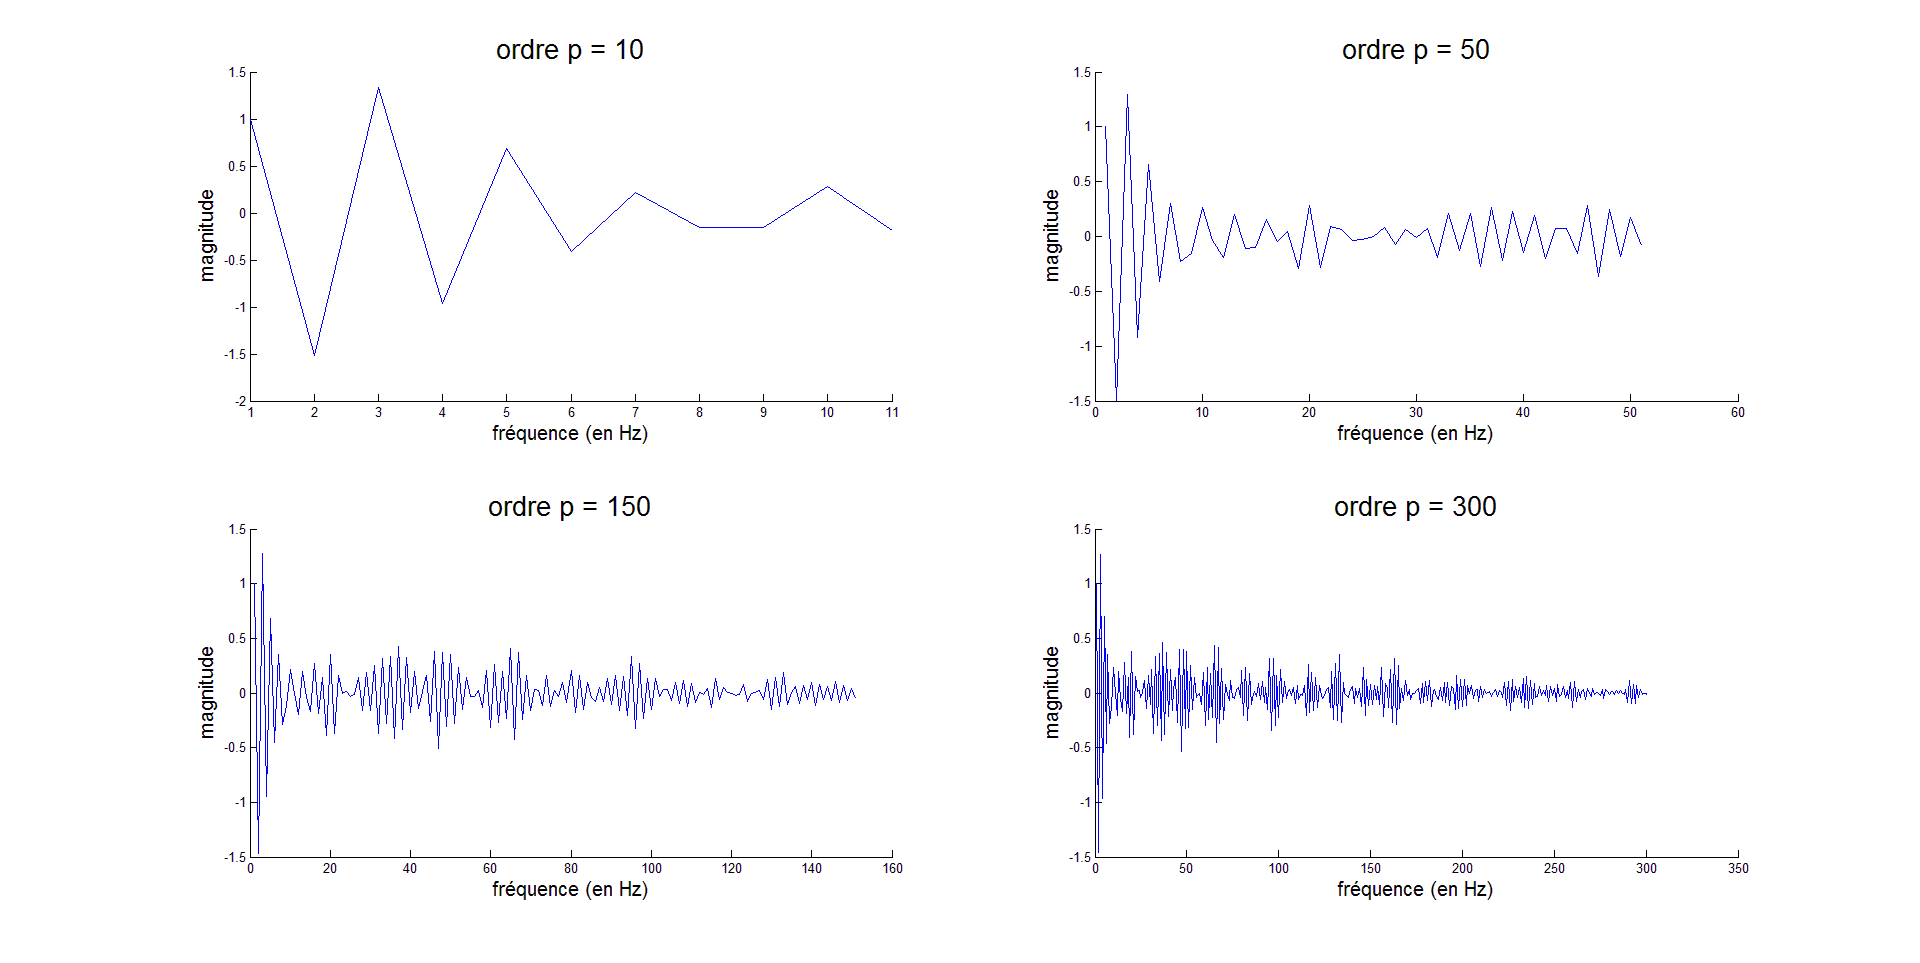 ordre p = 10
1.5
1
0.5
0
-0.5
-1
-1.5
-2
magnitude
1 2 3 4 5 6 7 8 9 10 11
fréquence (en Hz)
ordre p = 50
1.5
1
0.5
0
-0.5
-1
-1.5
magnitude
0 10 20 30 40 50 60
fréquence (en Hz)
ordre p = 150
1.5
1
0.5
0
-0.5
-1
-1.5
magnitude
0 20 40 60 80 100 120 140 160
fréquence (en Hz)
ordre p = 300
1.5
1
0.5
0
-0.5
-1
-1.5
magnitude
0 50 100 150 200 250 300 350
fréquence (en Hz)